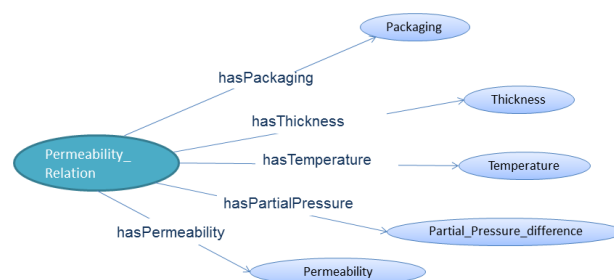 Packaging
hasPackaging
Thickness
hasThickness
Permeability_
Relation
hasTemperature
Temperature
hasPartialPressure
Partial_Pressure_difference
hasPermeability
Permeability